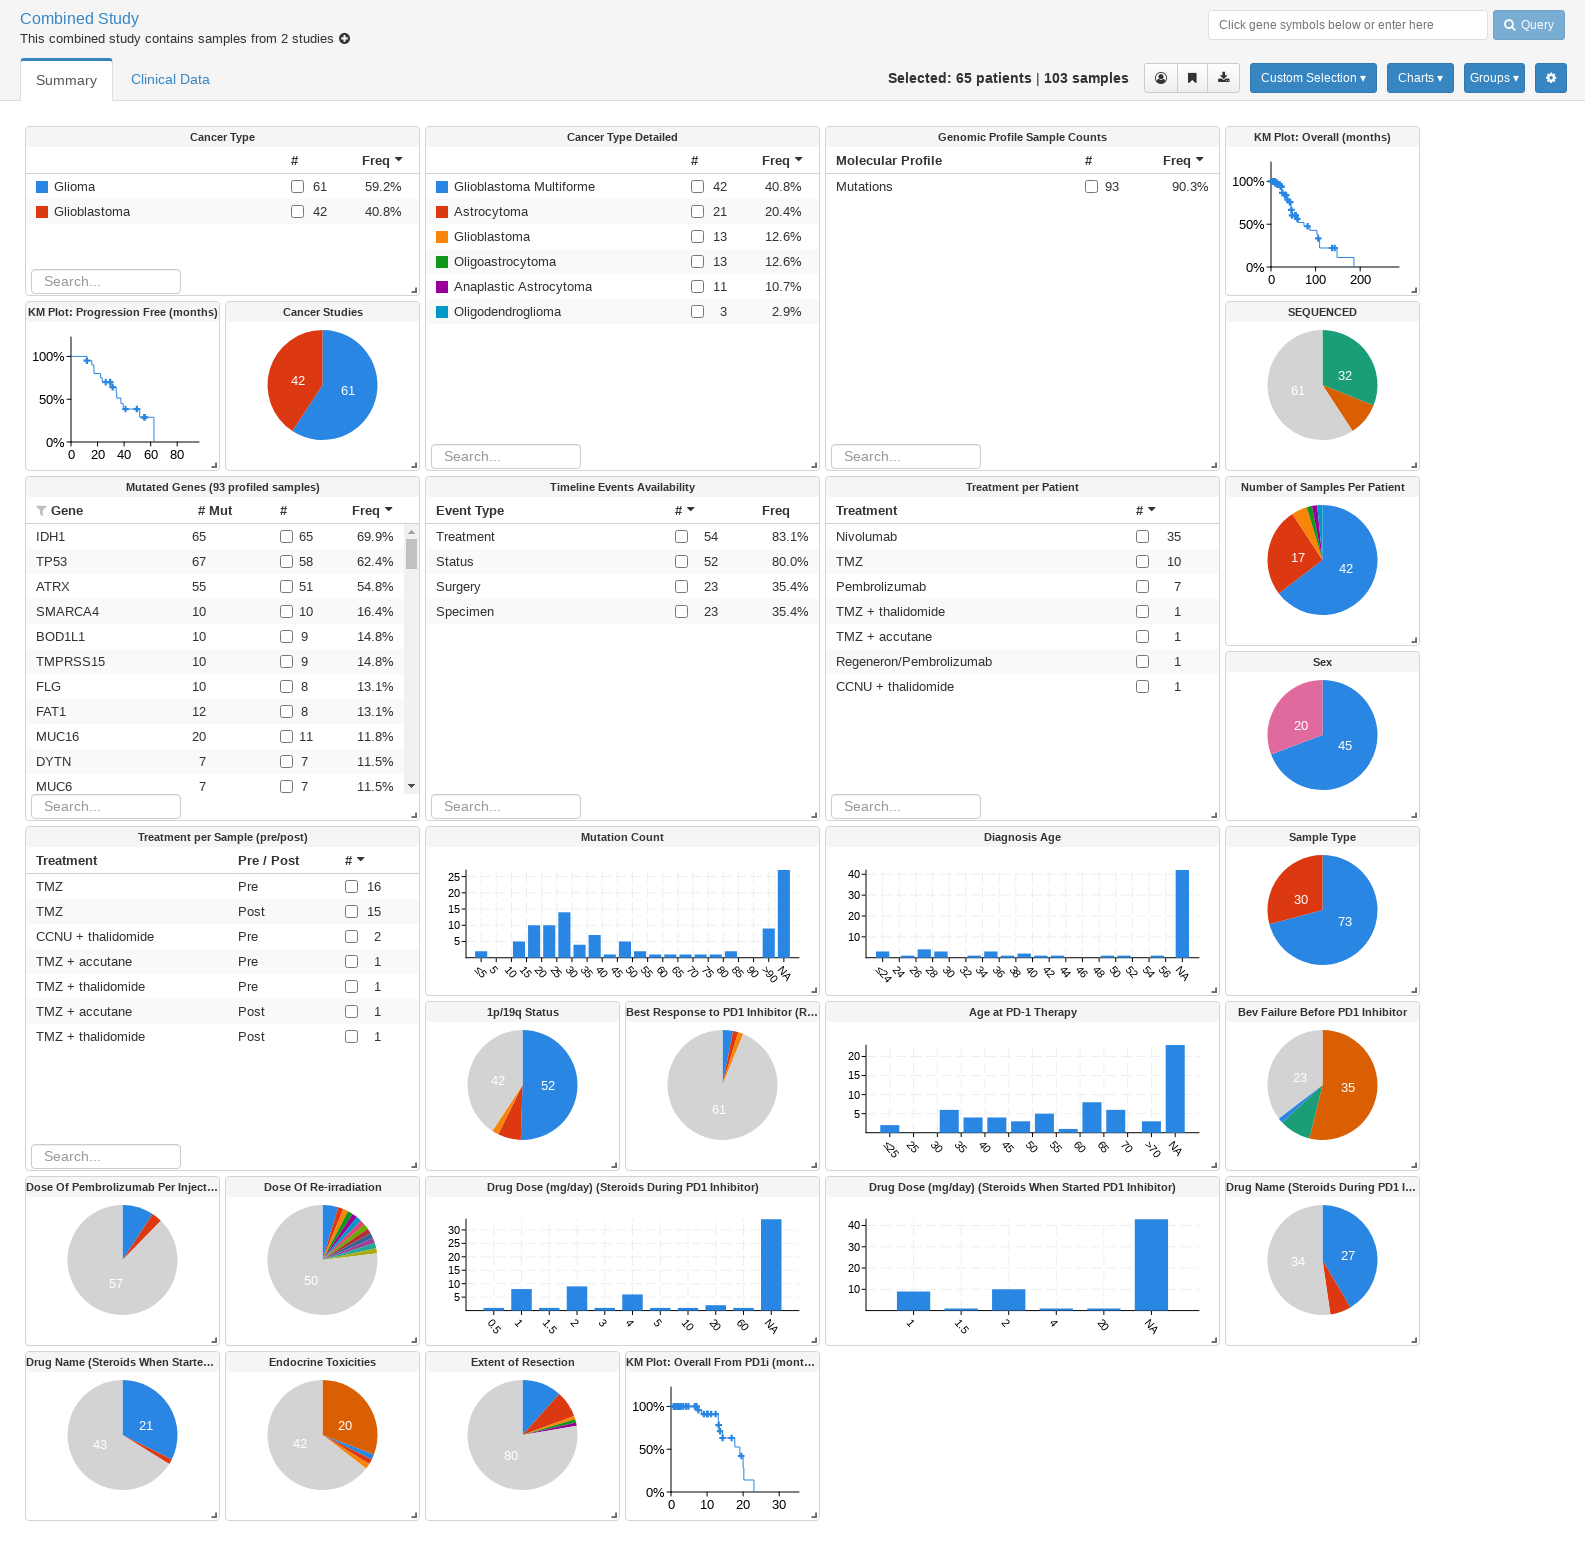 Combined Study
This combined study contains samples from 2 studies
Click gene symbols below or enter here
Query
Summary
Clinical Data
Selected: 65 patients | 103 samples
Custom Selection ▾
Charts ▾
Groups ▾
Cancer Type
# Freq
Glioma 61 59.2%
Glioblastoma 42 40.8%
Search...
Cancer Type Detailed
# Freq
Glioblastoma Multiforme 42 40.8%
Astrocytoma 21 20.4%
Glioblastoma 13 12.6%
Oligoastrocytoma 13 12.6%
Anaplastic Astrocytoma 11 10.7%
Oligodendroglioma 3 2.9%
Search...
Genomic Profile Sample Counts
Molecular Profile # Freq
Mutations 93 90.3%
Search...
KM Plot: Overall (months)
100%
50%
0%
0 100 200
KM Plot: Progression Free (months)
100%
50%
0%
0 20 40 60 80
Cancer Studies
42
61
SEQUENCED
32
61
Mutated Genes (93 profiled samples)
Gene # Mut # Freq
IDH1 65 65 69.9%
TP53 67 58 62.4%
ATRX 55 51 54.8%
SMARCA4 10 10 16.4%
BOD1L1 10 9 14.8%
TMPRSS15 10 9 14.8%
FLG 10 8 13.1%
FAT1 12 8 13.1%
MUC16 20 11 11.8%
DYTN 7 7 11.5%
MUC6 7 7 11.5%
Search...
Timeline Events Availability
Event Type # Freq
Treatment 54 83.1%
Status 52 80.0%
Surgery 23 35.4%
Specimen 23 35.4%
Search...
Treatment per Patient
Treatment #
Nivolumab 35
TMZ 10
Pembrolizumab 7
TMZ + thalidomide 1
TMZ + accutane 1
Regeneron/Pembrolizumab 1
CCNU + thalidomide 1
Search...
Number of Samples Per Patient
17
42
Sex
20
45
Treatment per Sample (pre/post)
Treatment Pre / Post #
TMZ Pre 16
TMZ Post 15
CCNU + thalidomide Pre 2
TMZ + accutane Pre 1
TMZ + thalidomide Pre 1
TMZ + accutane Post 1
TMZ + thalidomide Post 1
Search...
Mutation Count
25
20
15
10
5
≤5 5 10 15 20 25 30 35 40 45 50 55 60 65 70 75 80 85 90 >90 NA
Diagnosis Age
40
30
20
10
≤24 24 26 28 30 32 34 36 38 40 42 44 46 48 50 52 54 56 NA
Sample Type
30
73
1p/19q Status
42
52
Best Response to PD1 Inhibitor (R...
61
Age at PD-1 Therapy
20
15
10
5
≤25 25 30 35 40 45 50 55 60 65 70 >70 NA
Bev Failure Before PD1 Inhibitor
23
35
Dose Of Pembrolizumab Per Inject...
57
Dose Of Re-irradiation
50
Drug Dose (mg/day) (Steroids During PD1 Inhibitor)
30
25
20
15
10
5
0.5 1 1.5 2 3 4 5 10 20 60 NA
Drug Dose (mg/day) (Steroids When Started PD1 Inhibitor)
40
30
20
10
1 1.5 2 4 20 NA
Drug Name (Steroids During PD1 I...
27
34
Drug Name (Steroids When Starte...
21
43
Endocrine Toxicities
20
42
Extent of Resection
80
KM Plot: Overall From PD1i (mont...
100%
50%
0%
0 10 20 30